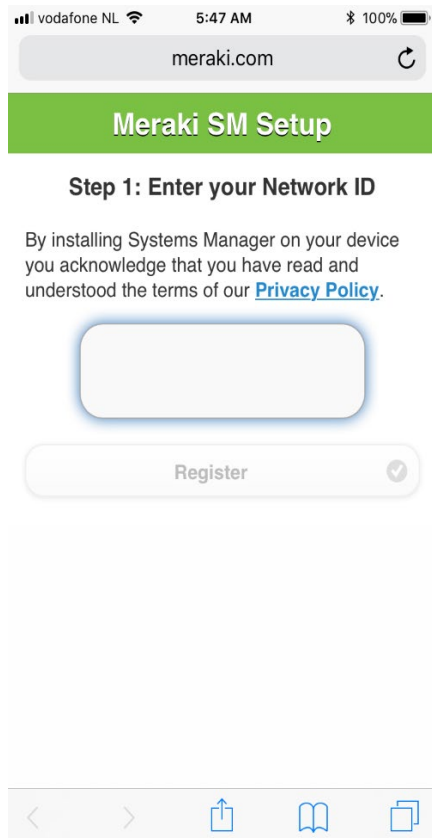 vodafone NL 5:47 AM 100%
meraki.com
Meraki SM Setup
Step 1: Enter your Network ID
By installing Systems Manager on your device
you acknowledge that you have read and
understood the terms of our Privacy Policy.
Register